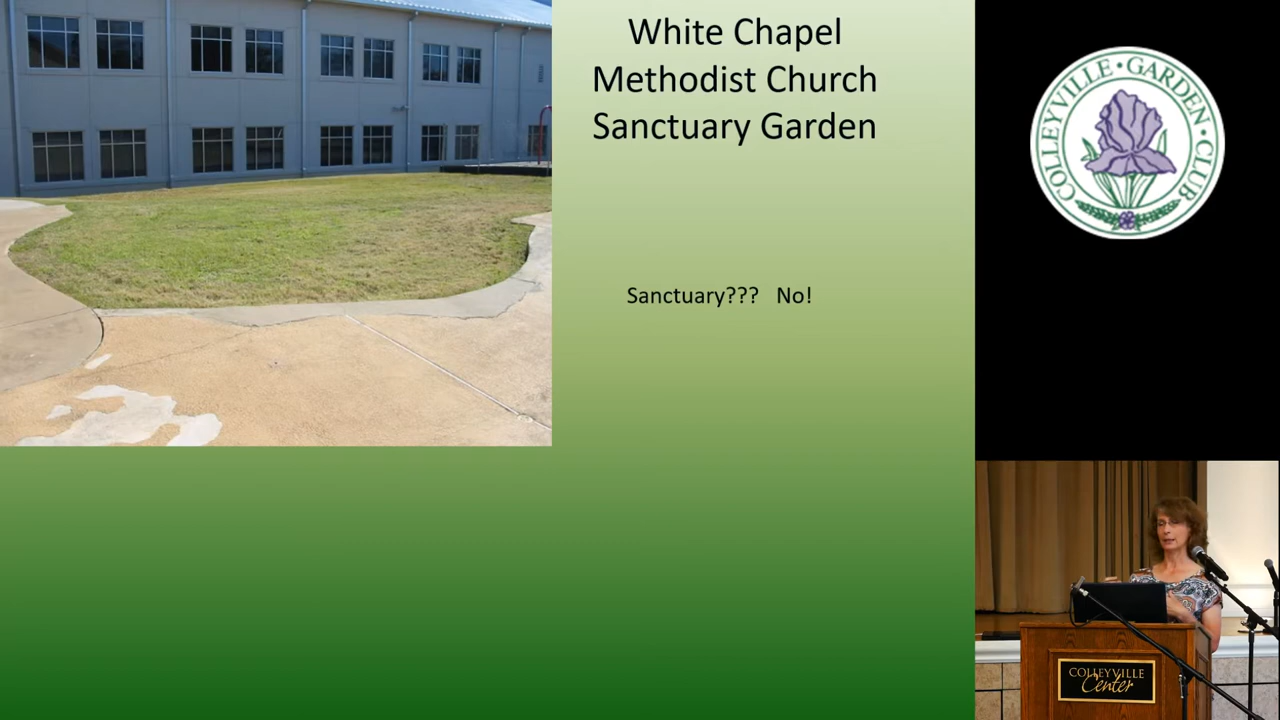 White Chapel
Methodist Church
Sanctuary Garden
Sanctuary??? No!
COLLEYVILLE • GARDEN • CLUB
COLLEYVILLE
Center